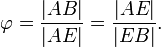 φ = |AB| / |AE| = |AE| / |EB|.